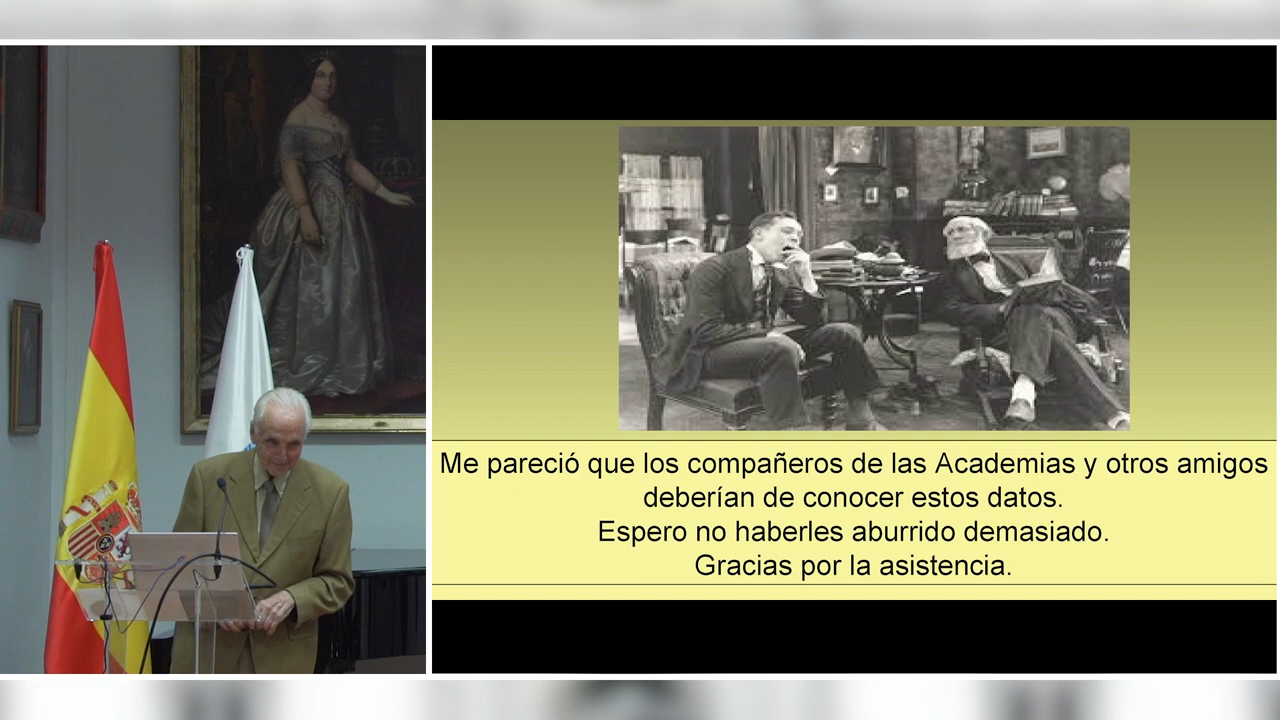 Me pareció que los compañeros de las Academias y otros amigos
deberían de conocer estos datos.
Espero no haberles aburrido demasiado.
Gracias por la asistencia.